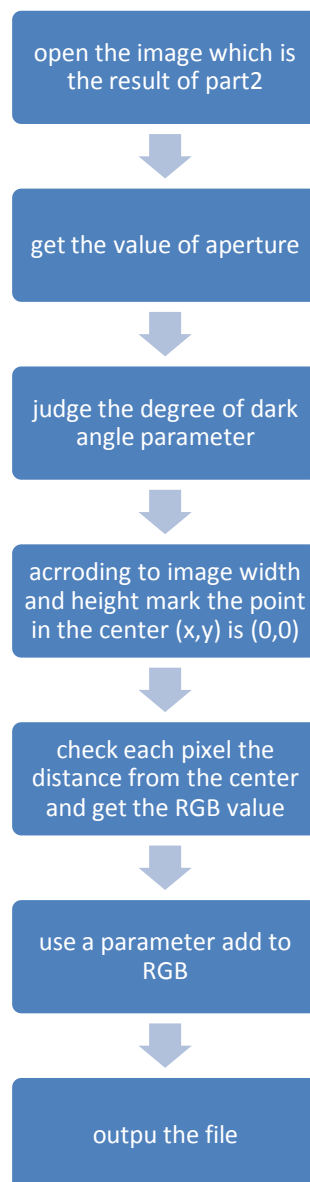 open the image which is
the result of part2
get the value of aperture
judge the degree of dark
angle parameter
acrroding to image width
and height mark the point
in the center (x,y) is (0,0)
check each pixel the
distance from the center
and get the RGB value
use a parameter add to
RGB
outpu the file